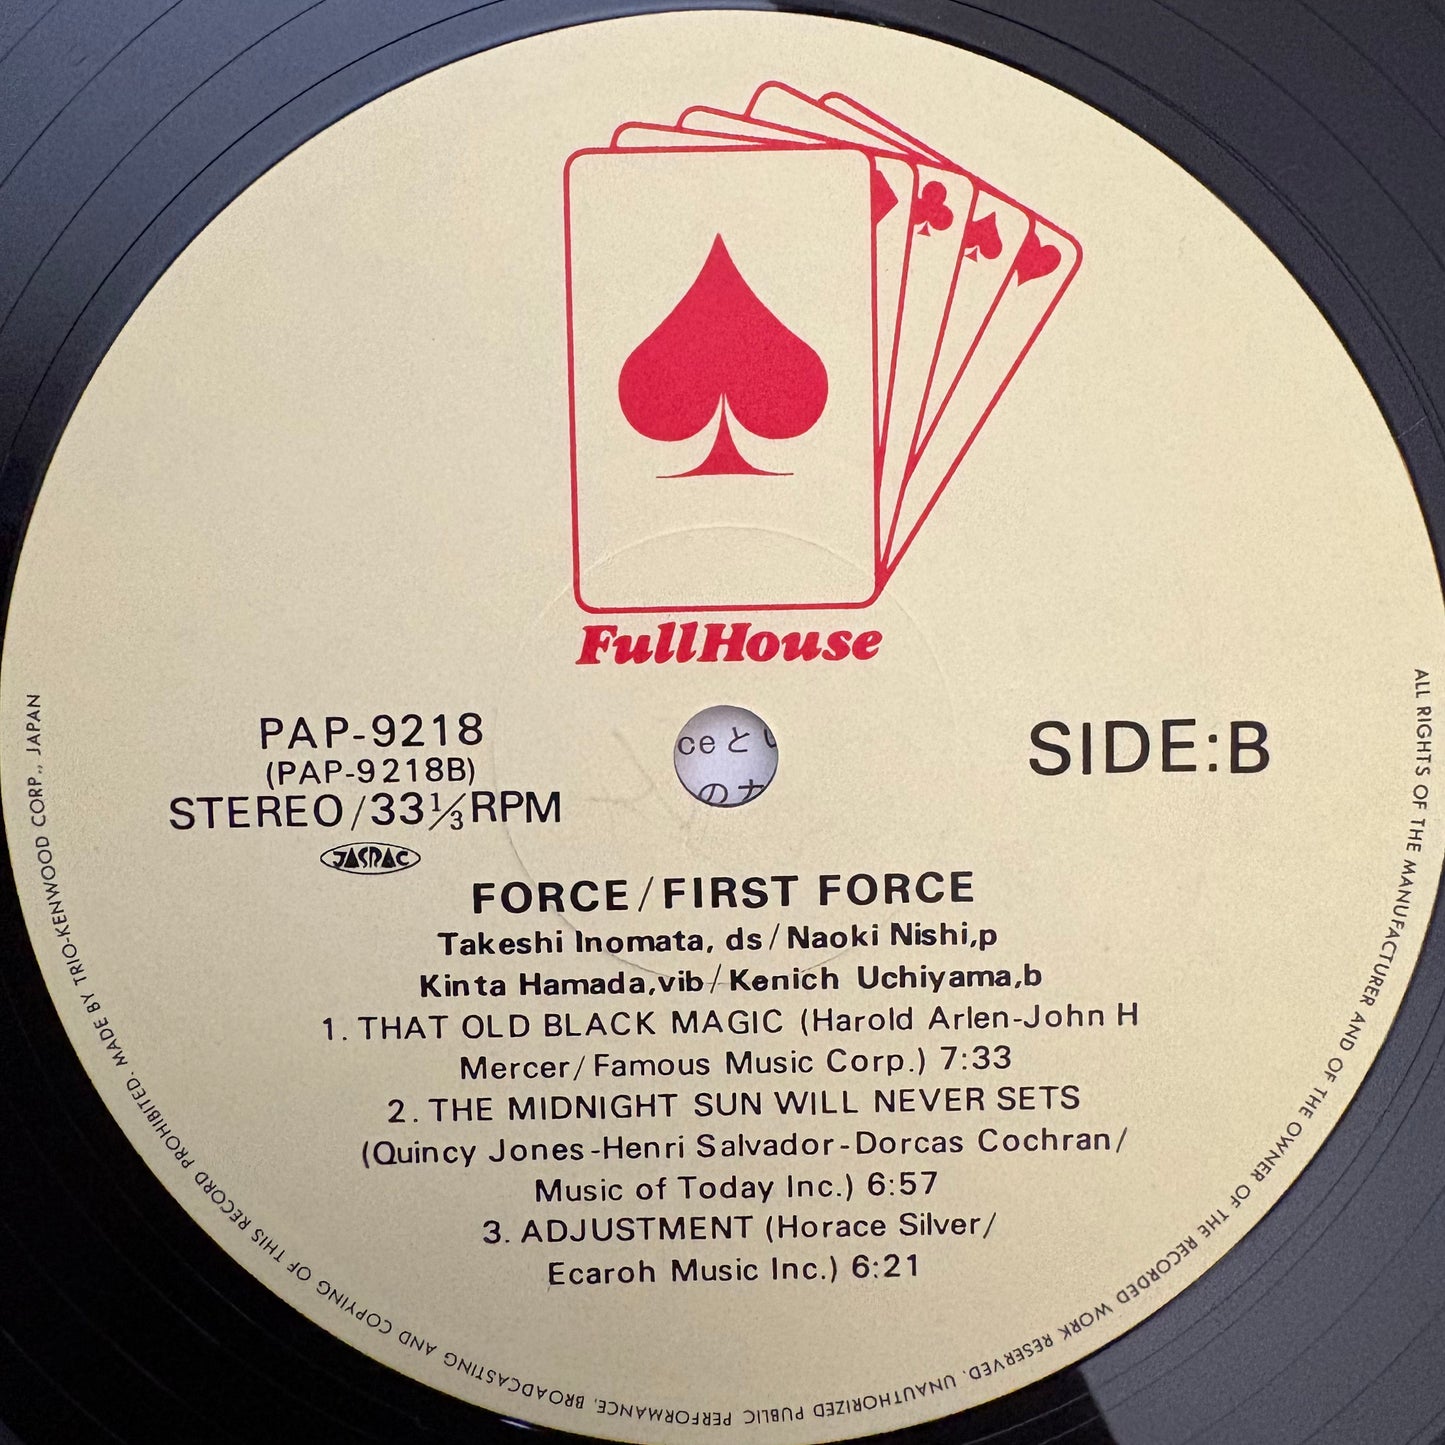 FullHouse
PAP-9218
(PAP-9218B)
STEREO/33⅓RPM
JASRAC
SIDE:B
ce と
の
FORCE/FIRST FORCE
Takeshi Inomata, ds/Naoki Nishi,p
Kinta Hamada,vib/Kenich Uchiyama,b
1. THAT OLD BLACK MAGIC (Harold Arlen-John H
Mercer/Famous Music Corp.) 7:33
2. THE MIDNIGHT SUN WILL NEVER SETS
(Quincy Jones-Henri Salvador-Dorcas Cochran/
Music of Today Inc.) 6:57
3. ADJUSTMENT (Horace Silver/
Ecaroh Music Inc.) 6:21
ALL RIGHTS OF THE MANUFACTURER AND OF THE OWNER OF THE RECORDED WORK RESERVED. UNAUTHORIZED PUBLIC PERFORMANCE, BROADCASTING AND COPYING OF THIS RECORD PROHIBITED. MADE BY TRIO-KENWOOD CORP., JAPAN